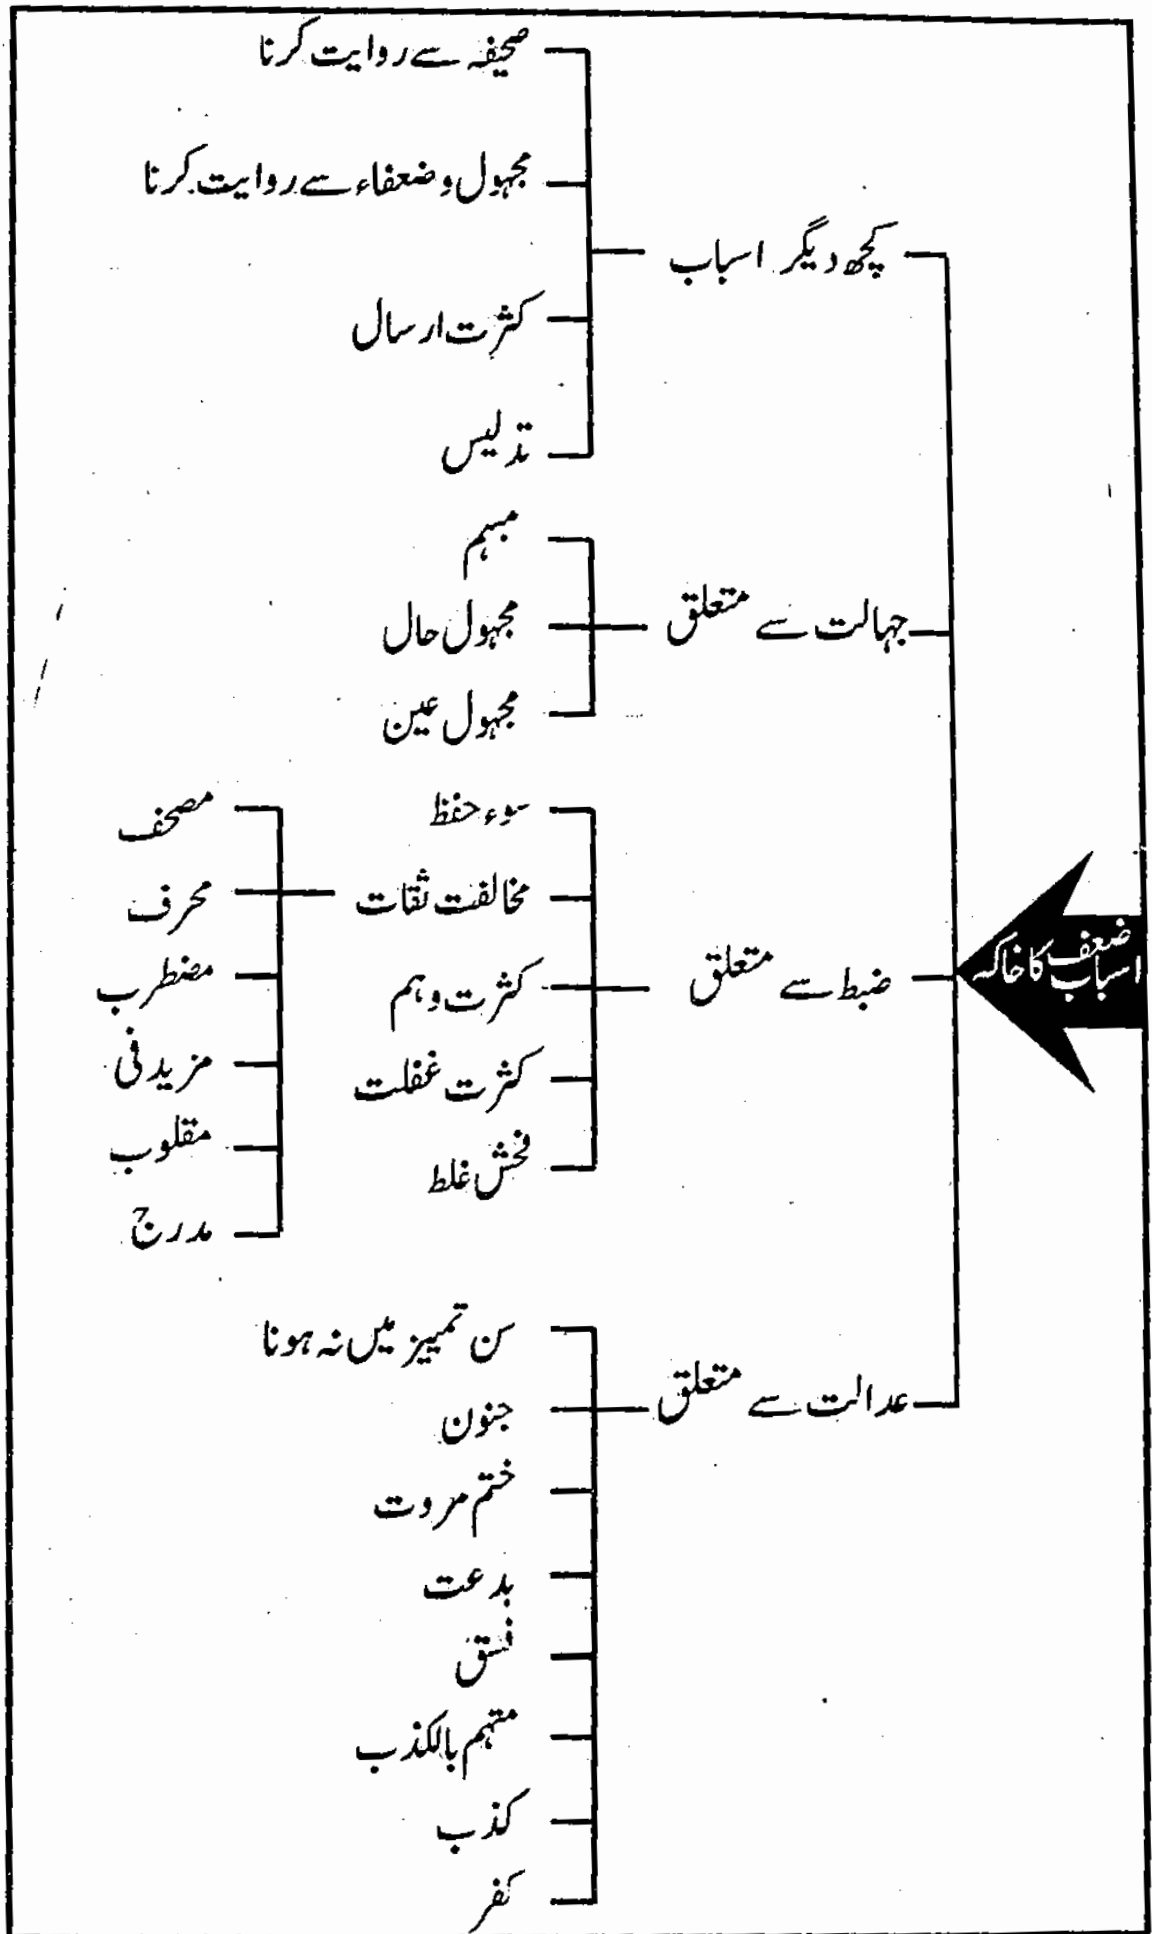 اسباب ضعف کا خاکہ
کچھ دیگر اسباب
صحیفہ سے روایت کرنا
مجہول و ضعفاء سے روایت کرنا
کثرت ارسال
تدلیس
جہالت سے متعلق
مبہم
مجہول حال
مجہول عین
ضبط سے متعلق
سوء حفظ
مخالفت ثقات
مصحف
محرف
مضطرب
مزید فی
مقلوب
مدرج
کثرت وہم
کثرت غفلت
فحش غلط
عدالت سے متعلق
سن تمییز میں نہ ہونا
جنون
ختم مروت
بدعت
فسق
متہم بالکذب
کذب
کفر